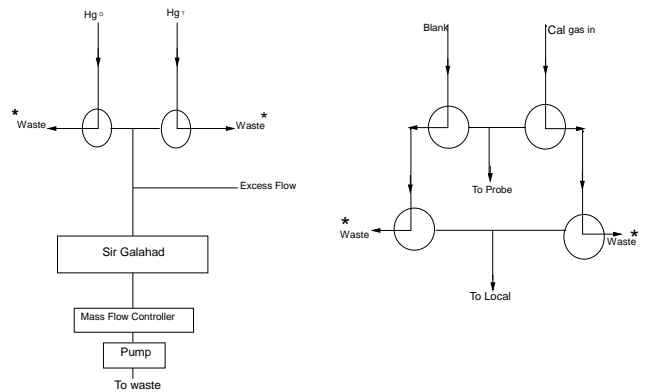 Hg O
Hg T
* Waste
Waste *
Excess Flow
Sir Galahad
Mass Flow Controller
Pump
To waste
Blank
Cal gas in
To Probe
* Waste
Waste *
To Local